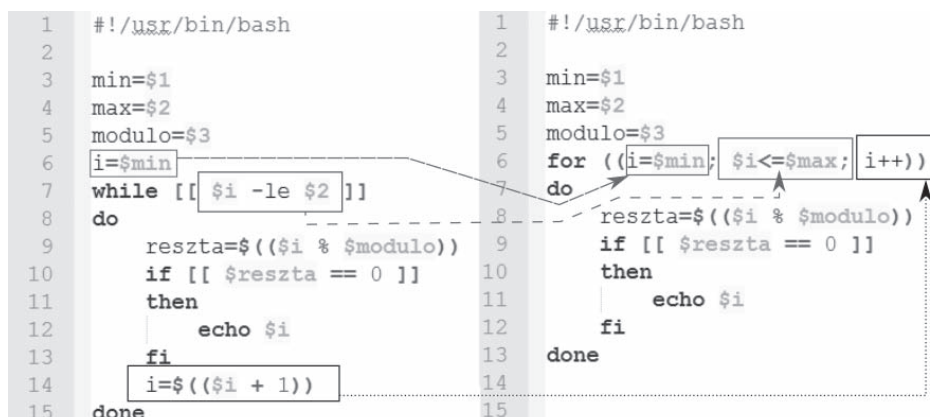 1 #!/usr/bin/bash
2
3 min=$1
4 max=$2
5 modulo=$3
6 i=$min
7 while [[ $i -le $2 ]]
8 do
9 reszta=$(($i % $modulo))
10 if [[ $reszta == 0 ]]
11 then
12 echo $i
13 fi
14 i=$(($i + 1))
15 done
1 #!/usr/bin/bash
2
3 min=$1
4 max=$2
5 modulo=$3
6 for ((i=$min; $i<=$max; i++))
7 do
8 reszta=$(($i % $modulo))
9 if [[ $reszta == 0 ]]
10 then
11 echo $i
12 fi
13 done
14
15